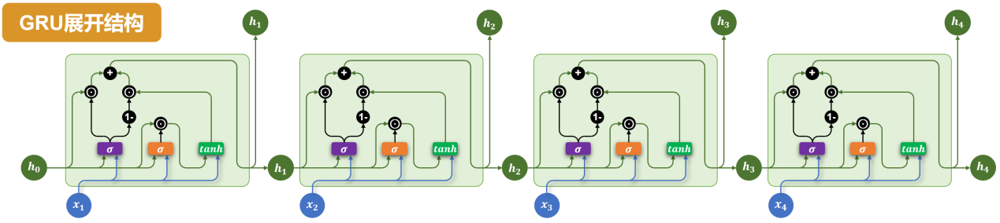 GRU展开结构
h₁ h₂ h₃ h₄
+ + + +
⊙ ⊙ ⊙ ⊙ ⊙ ⊙ ⊙ ⊙
1- 1- 1- 1-
⊙ ⊙ ⊙ ⊙
σ σ tanh σ σ tanh σ σ tanh σ σ tanh
h₀ h₁ h₂ h₃ h₄
x₁ x₂ x₃ x₄